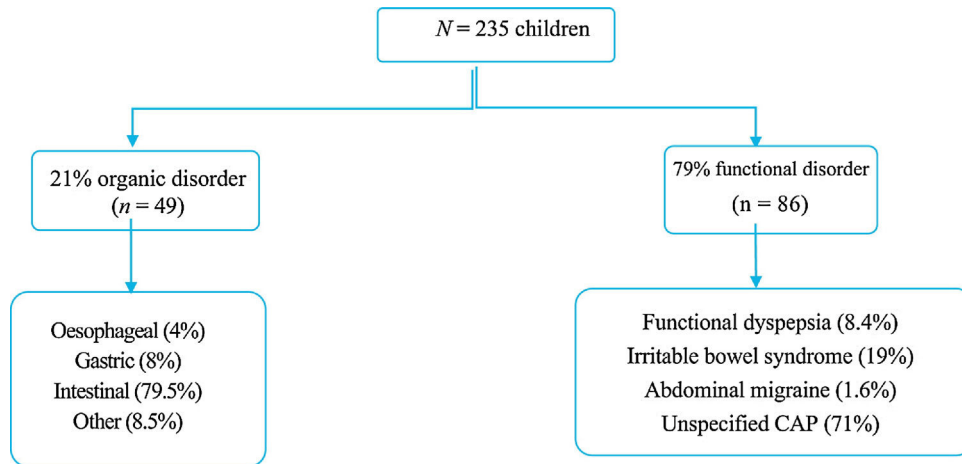 N = 235 children
21% organic disorder
(n = 49)
79% functional disorder
(n = 86)
Oesophageal (4%)
Gastric (8%)
Intestinal (79.5%)
Other (8.5%)
Functional dyspepsia (8.4%)
Irritable bowel syndrome (19%)
Abdominal migraine (1.6%)
Unspecified CAP (71%)